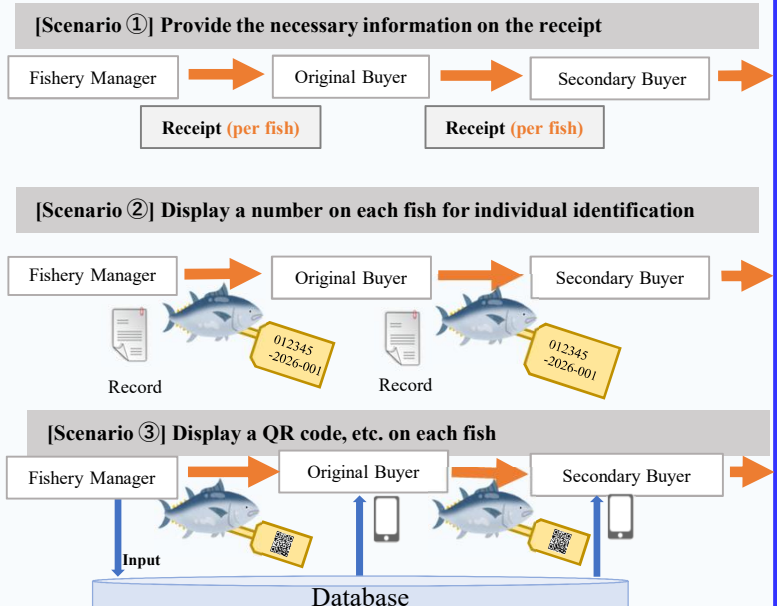 [Scenario ①] Provide the necessary information on the receipt
Fishery Manager
Original Buyer
Secondary Buyer
Receipt (per fish)
Receipt (per fish)
[Scenario ②] Display a number on each fish for individual identification
Fishery Manager
Original Buyer
Secondary Buyer
012345
-2026-001
012345
-2026-001
Record
Record
[Scenario ③] Display a QR code, etc. on each fish
Fishery Manager
Original Buyer
Secondary Buyer
Input
Database